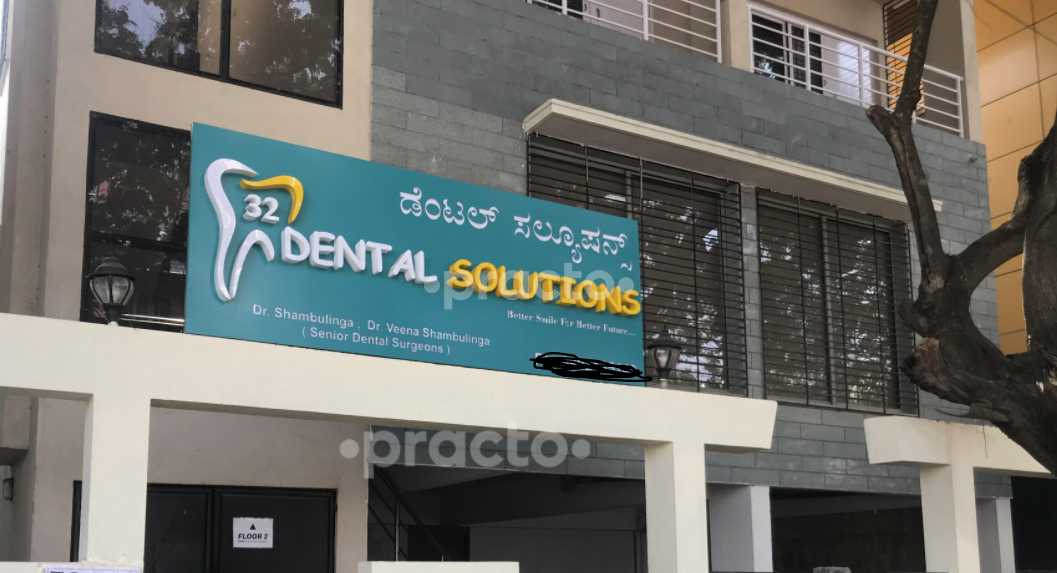 32
ಡೆಂಟಲ್ ಸಲ್ಯೂಷನ್ಸ್
DENTAL SOLUTIONS
Better Smile For Better Future...
Dr. Shambulinga , Dr. Veena Shambulinga
( Senior Dental Surgeons )
•practo•
•practo•
FLOOR 2